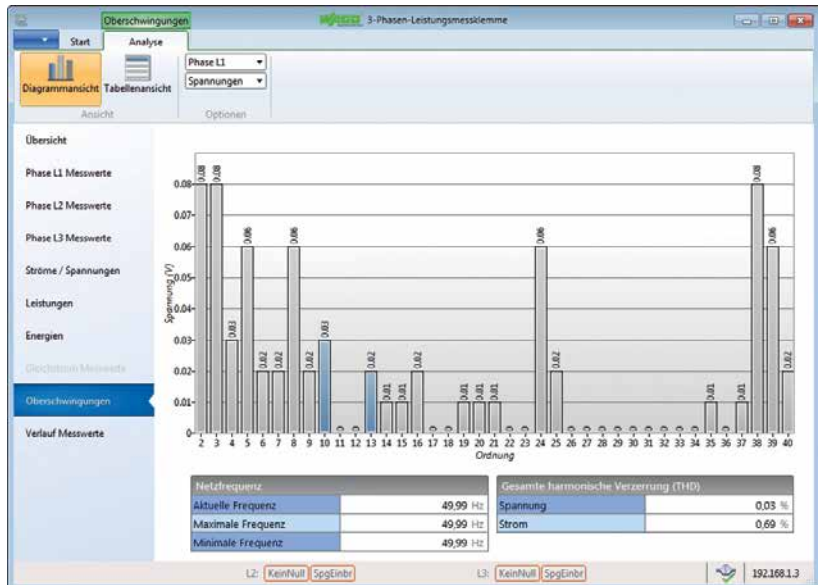 Oberschwingungen
WAGO 3-Phasen-Leistungsmessklemme
Start Analyse
Diagrammansicht Tabellenansicht
Ansicht
Phase L1
Spannungen
Optionen
Übersicht
Phase L1 Messwerte
Phase L2 Messwerte
Phase L3 Messwerte
Ströme / Spannungen
Leistungen
Energien
Gleichstrom Messwerte
Oberschwingungen
Verlauf Messwerte
Spannung (V)
0.08
0.07
0.06
0.05
0.04
0.03
0.02
0.01
0
0.08 0.08 0.03 0.06 0.02 0.02 0.06 0.02 0.03 0 0 0.02 0.01 0.01 0.02 0 0 0.01 0.01 0.01 0 0 0.06 0.02 0 0 0 0 0 0 0 0 0 0.01 0 0.01 0.08 0.06 0.02
2 3 4 5 6 7 8 9 10 11 12 13 14 15 16 17 18 19 20 21 22 23 24 25 26 27 28 29 30 31 32 33 34 35 36 37 38 39 40
Ordnung
Netzfrequenz
Aktuelle Frequenz 49,99 Hz
Maximale Frequenz 49,99 Hz
Minimale Frequenz 49,99 Hz
Gesamte harmonische Verzerrung (THD)
Spannung 0,03 %
Strom 0,69 %
L2: KeinNull SpgEinbr L3: KeinNull SpgEinbr 192.168.1.3